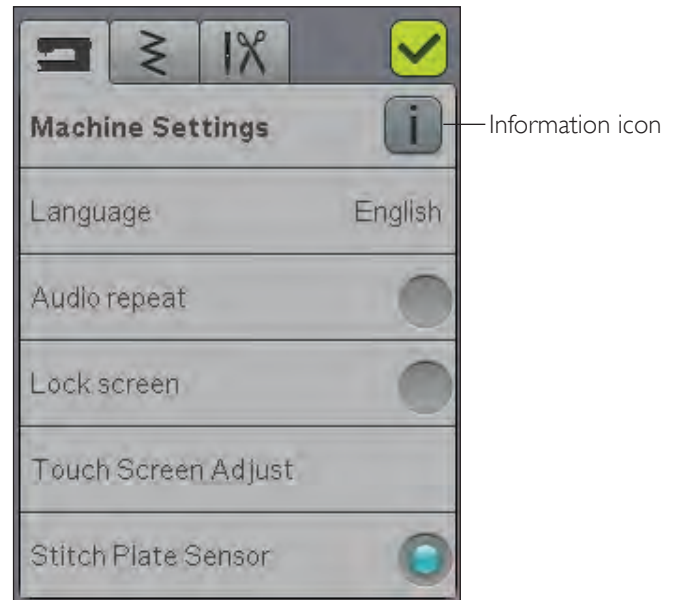 Machine Settings
i
Information icon
Language English
Audio repeat
Lock screen
Touch Screen Adjust
Stitch Plate Sensor